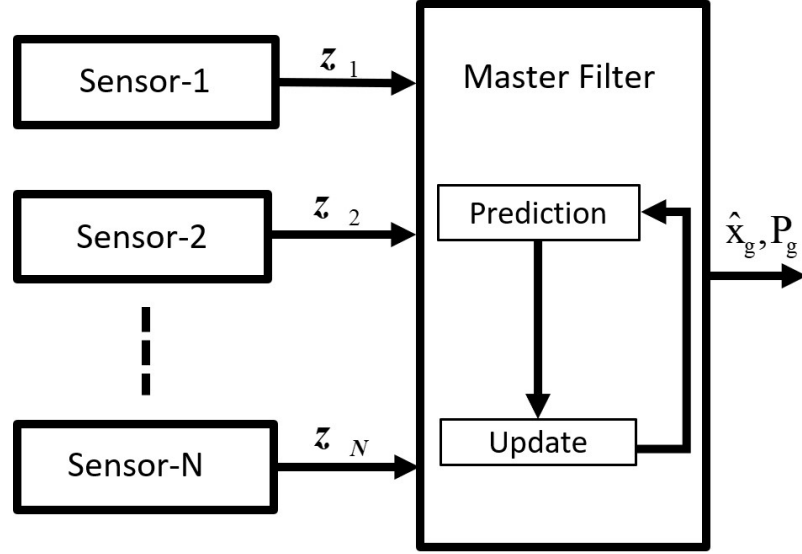 Sensor-1
z 1
Master Filter
Sensor-2
z 2
Prediction
x̂g, Pg
Sensor-N
z N
Update